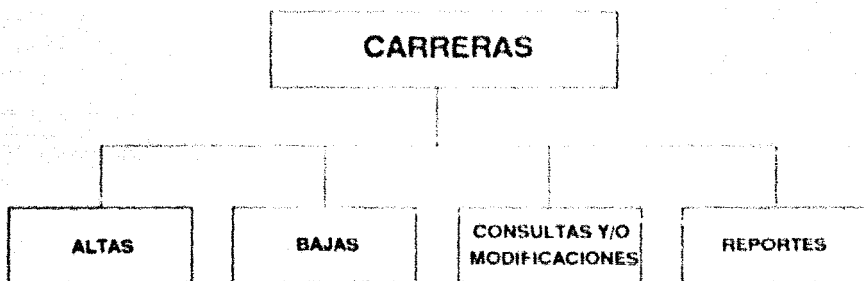 CARRERAS
ALTAS
BAJAS
CONSULTAS Y/O
MODIFICACIONES
REPORTES